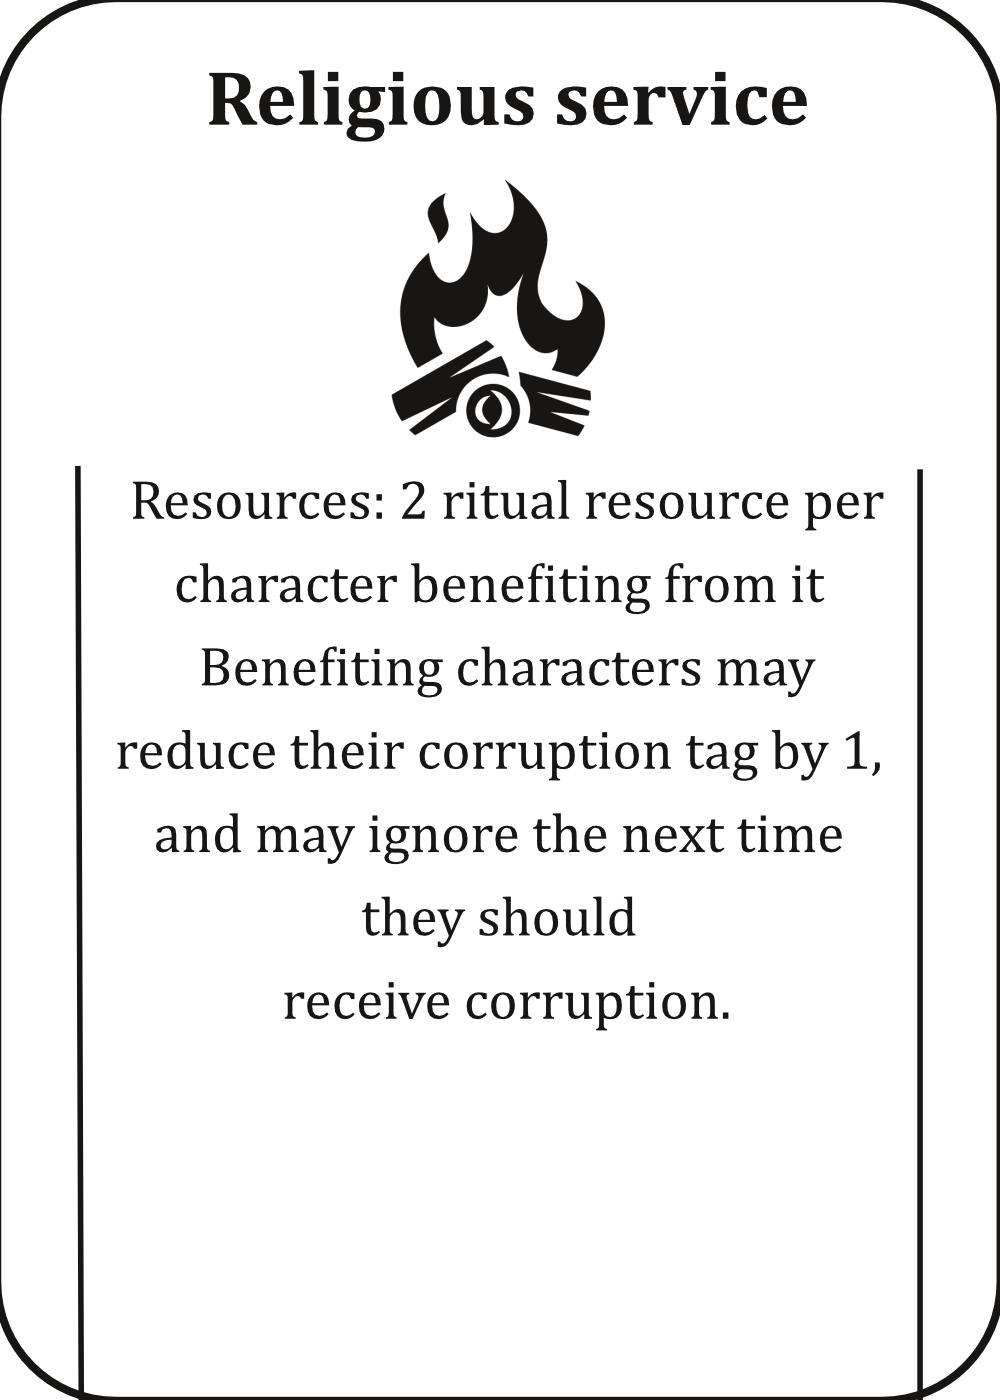 Religious service
Resources: 2 ritual resource per
character benefiting from it
Benefiting characters may
reduce their corruption tag by 1,
and may ignore the next time
they should
receive corruption.